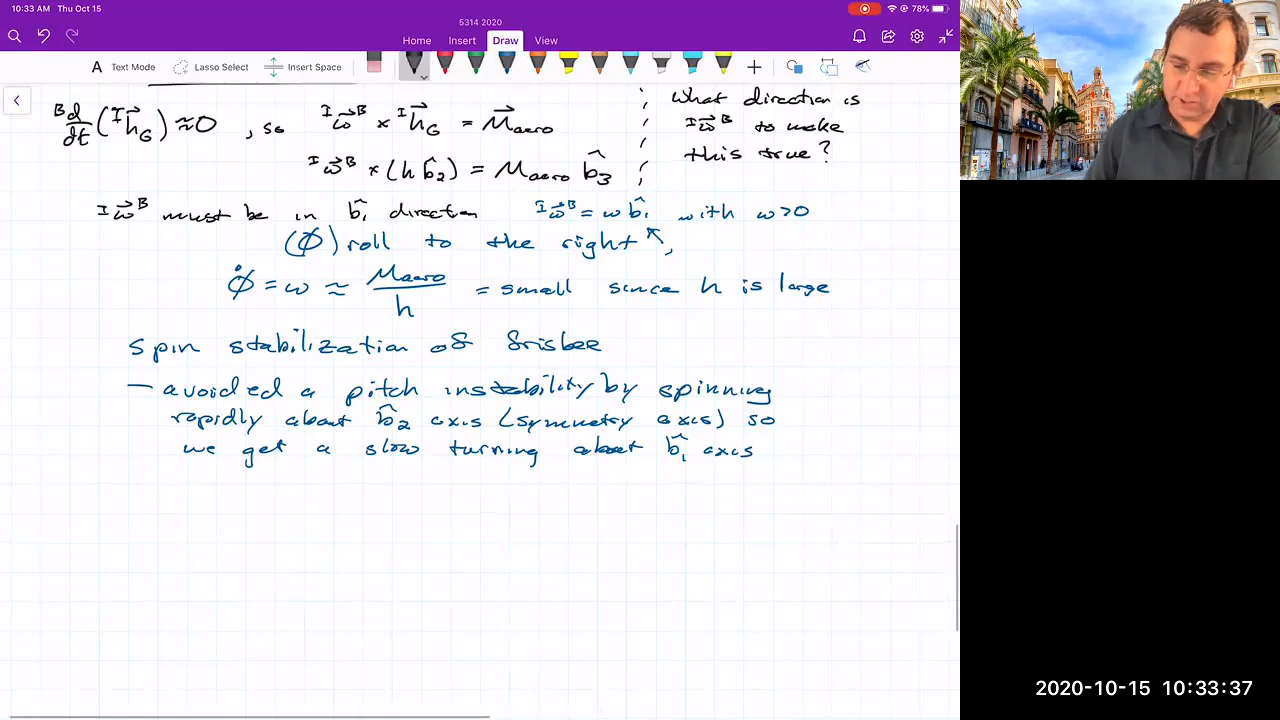 10:33 AM Thu Oct 15
78%
5314 2020
Home Insert Draw View
A Text Mode Lasso Select Insert Space
ᴮd/dt (ᴵh⃗_G) ≈ 0 , so ᴵω⃗ᴮ × ᴵh⃗_G = M⃗aero
What direction is
ᴵω⃗ᴮ to make
this true?
ᴵω⃗ᴮ × (h b̂₂) = Maero b̂₃
ᴵω⃗ᴮ must be in b̂₁ direction ᴵω⃗ᴮ = ω b̂₁ with ω>0
(ϕ) roll to the right
ϕ̇ = ω ≈ Maero/h = small since h is large
spin stabilization of frisbee
— avoided a pitch instability by spinning
rapidly about b̂₂ axis (symmetry axis) so
we get a slow turning about b̂₁ axis
2020-10-15 10:33:37